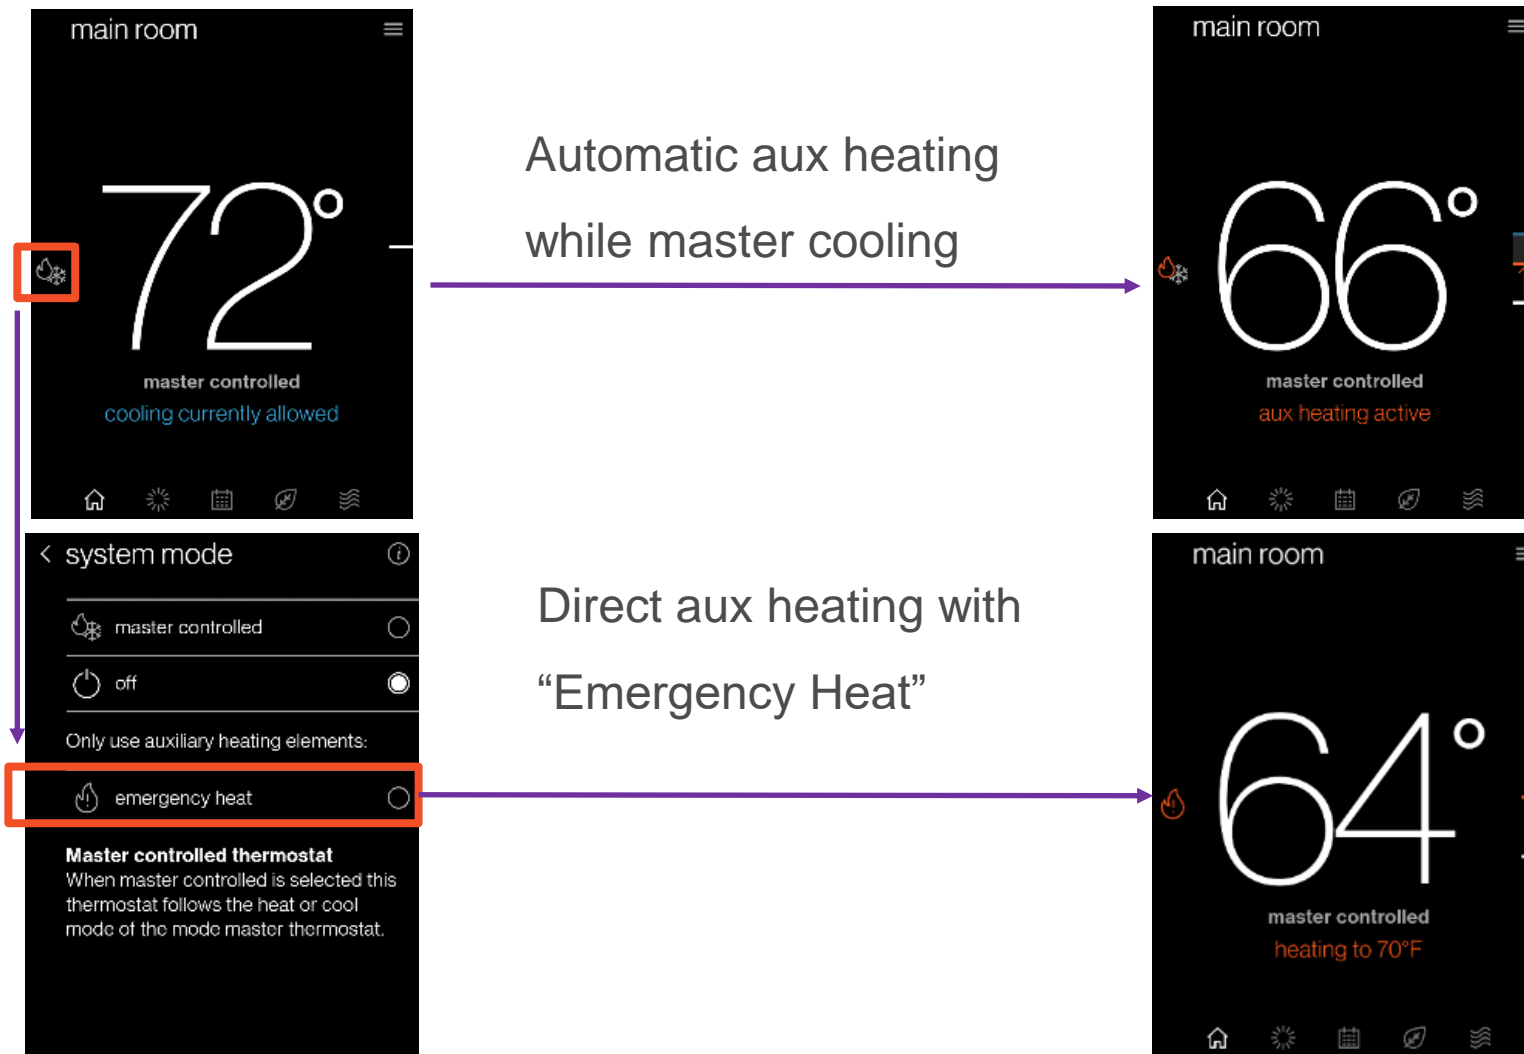 main room
72°
master controlled
cooling currently allowed
Automatic aux heating
while master cooling
main room
66°
master controlled
aux heating active
< system mode
master controlled
off
Only use auxiliary heating elements:
emergency heat
Master controlled thermostat
When master controlled is selected this
thermostat follows the heat or cool
mode of the mode master thermostat.
Direct aux heating with
“Emergency Heat”
main room
64°
master controlled
heating to 70°F